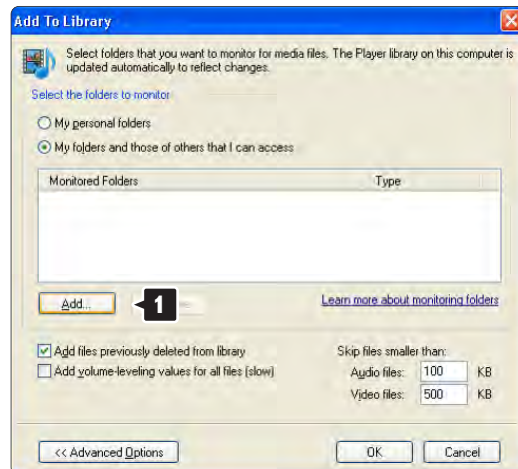 Add To Library
Select folders that you want to monitor for media files. The Player library on this computer is
updated automatically to reflect changes.
Select the folders to monitor
My personal folders
My folders and those of others that I can access
Monitored Folders Type
Add...
1
Learn more about monitoring folders
Add files previously deleted from library
Add volume-leveling values for all files (slow)
Skip files smaller than:
Audio files: 100 KB
Video files: 500 KB
<< Advanced Options
OK
Cancel